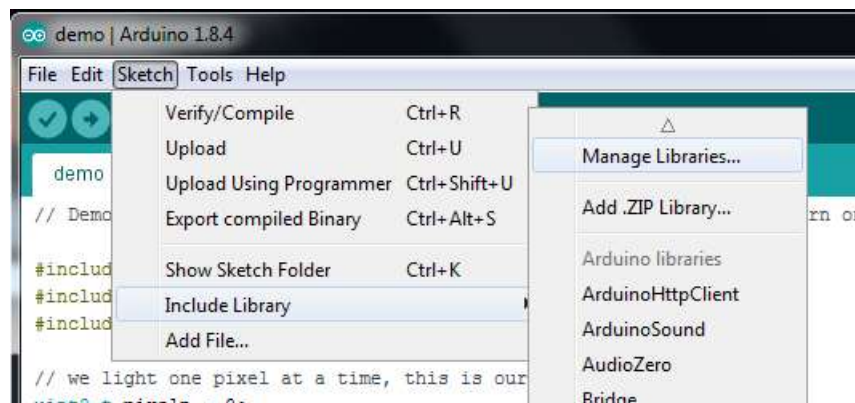 demo | Arduino 1.8.4
File Edit Sketch Tools Help
Verify/Compile Ctrl+R
Upload Ctrl+U
Upload Using Programmer Ctrl+Shift+U
Export compiled Binary Ctrl+Alt+S
Show Sketch Folder Ctrl+K
Include Library
Add File...
Manage Libraries...
Add .ZIP Library...
Arduino libraries
ArduinoHttpClient
ArduinoSound
AudioZero
Bridge
demo
// Demo
#includ
#includ
#includ
// we light one pixel at a time, this is our